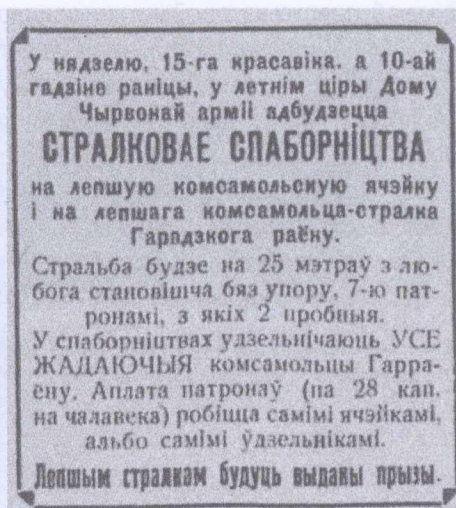 У нядзелю, 15-га красавіка, а 10-ай
гадзіне раніцы, у летнім ціры Дому
Чырвонай арміі адбудзецца
СТРАЛКОВАЕ СПАБОРНІЦТВА
на лепшую комсамольскую ячэйку
і на лепшага комсамольца-стралка
Гарадзкога раёну.
Стральба будзе на 25 мэтраў з лю-
бога становішча бяз упору, 7-ю пат-
ронамі, з якіх 2 пробныя.
У спаборніцтвах удзельнічаюць УСЕ
ЖАДАЮЧЫЯ комсамольцы Гарра-
ёну. Аплата патронаў (па 28 кап.
на чалавека) робіцца самімі ячэйкамі,
альбо самімі ўдзельнікамі.
Лепшым стралкам будуць выданы прызы.